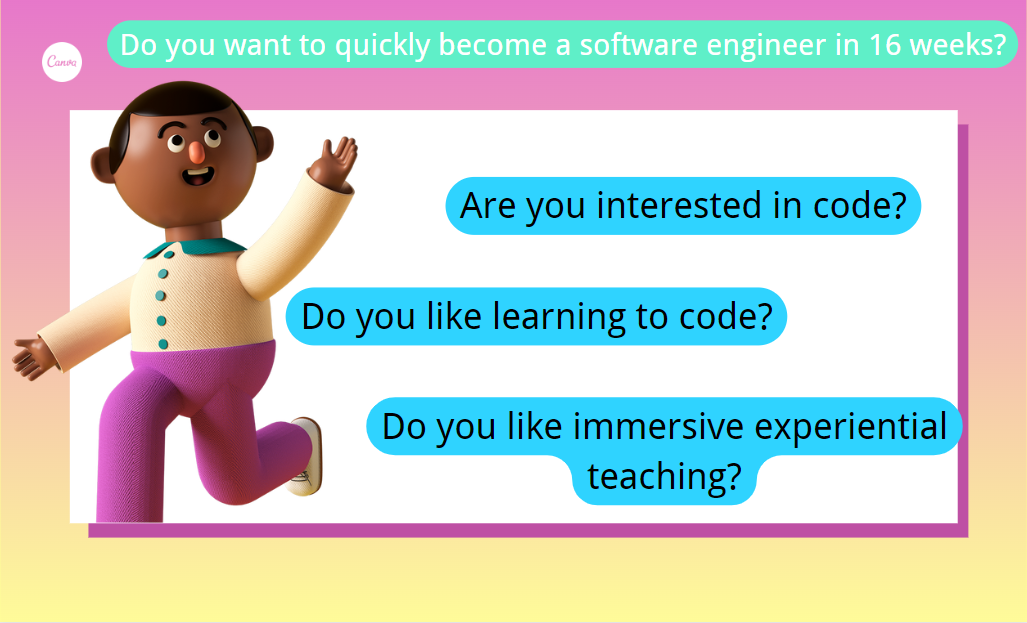 Do you want to quickly become a software engineer in 16 weeks?
Canva
Are you interested in code?
Do you like learning to code?
Do you like immersive experiential
teaching?